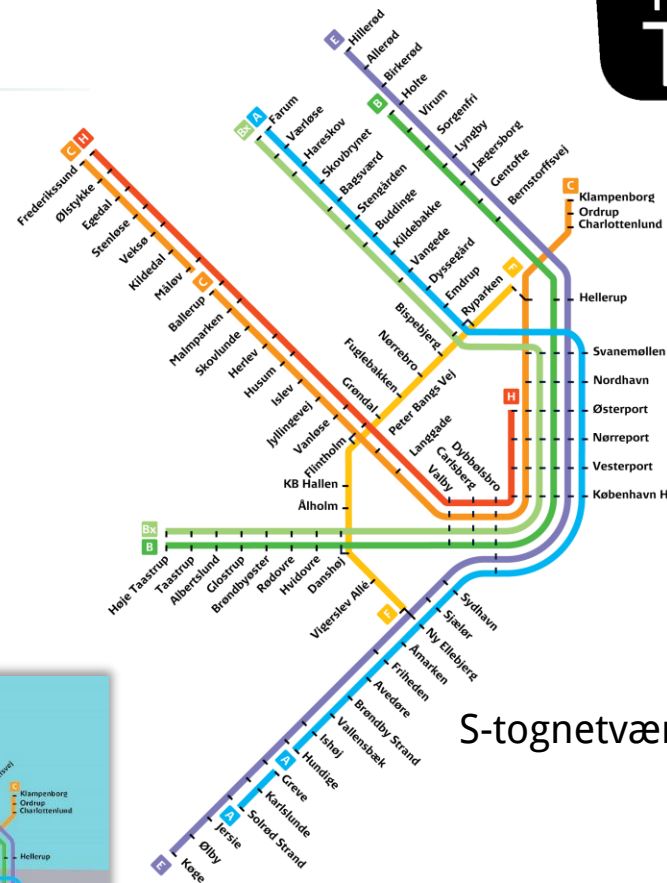 E
Hillerød
Allerød
Birkerød
Holte
Virum
Sorgenfri
Lyngby
Jægersborg
Gentofte
Bernstorffsvej
B
Bx
A
Farum
Værløse
Hareskov
Skovbrynet
Bagsværd
Stengården
Buddinge
Kildebakke
Vangede
Dyssegård
Emdrup
Ryparken
F
C
Klampenborg
Ordrup
Charlottenlund
Hellerup
Svanemøllen
Nordhavn
Østerport
Nørreport
Vesterport
København H
C
H
Frederikssund
Ølstykke
Egedal
Stenløse
Veksø
Kildedal
Måløv
C
Ballerup
Malmparken
Skovlunde
Herlev
Husum
Islev
Jyllingevej
Vanløse
Flintholm
Bispebjerg
Nørrebro
Fuglebakken
Grøndal
Peter Bangs Vej
Langgade
Valby
Carlsberg
Dybbølsbro
H
KB Hallen
Ålholm
Bx
B
Høje Taastrup
Taastrup
Albertslund
Glostrup
Brøndbyøster
Rødovre
Hvidovre
Danshøj
Vigerslev Allé
F
Sydhavn
Sjælør
Ny Ellebjerg
Åmarken
Friheden
Avedøre
Brøndby Strand
Vallensbæk
Ishøj
Hundige
A
Greve
Karlslunde
Solrød Strand
A
Jersie
Ølby
Køge
E
S-tognetvær
C
Klampenborg
Ordrup
Charlottenlund
Hellerup